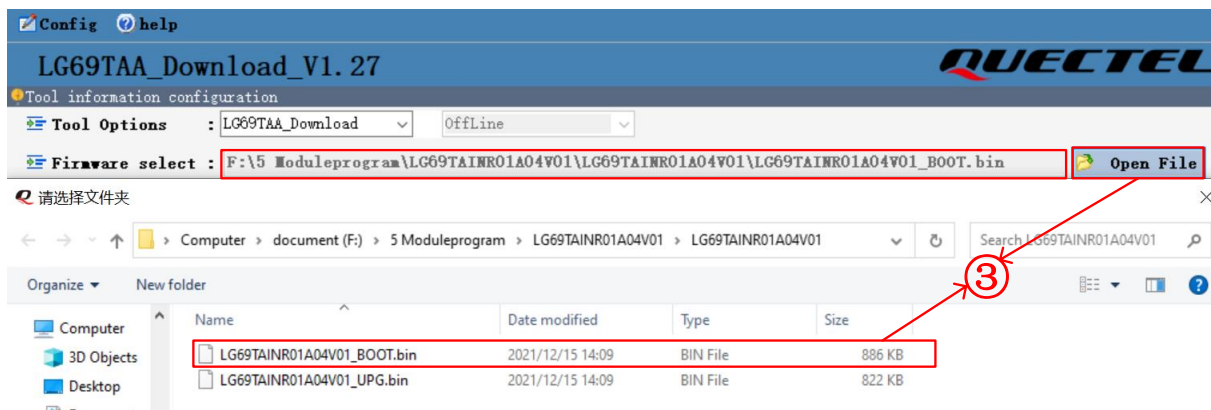 Config help
LG69TAA_Download_V1.27
QUECTEL
Tool information configuration
Tool Options : LG69TAA_Download OffLine
Firmware select : F:\5 Moduleprogram\LG69TAINR01A04V01\LG69TAINR01A04V01\LG69TAINR01A04V01_BOOT.bin Open File
请选择文件夹
Computer > document (F:) > 5 Moduleprogram > LG69TAINR01A04V01 > LG69TAINR01A04V01 Search LG69TAINR01A04V01
③
Organize New folder
Name Date modified Type Size
Computer
LG69TAINR01A04V01_BOOT.bin 2021/12/15 14:09 BIN File 886 KB
3D Objects
LG69TAINR01A04V01_UPG.bin 2021/12/15 14:09 BIN File 822 KB
Desktop